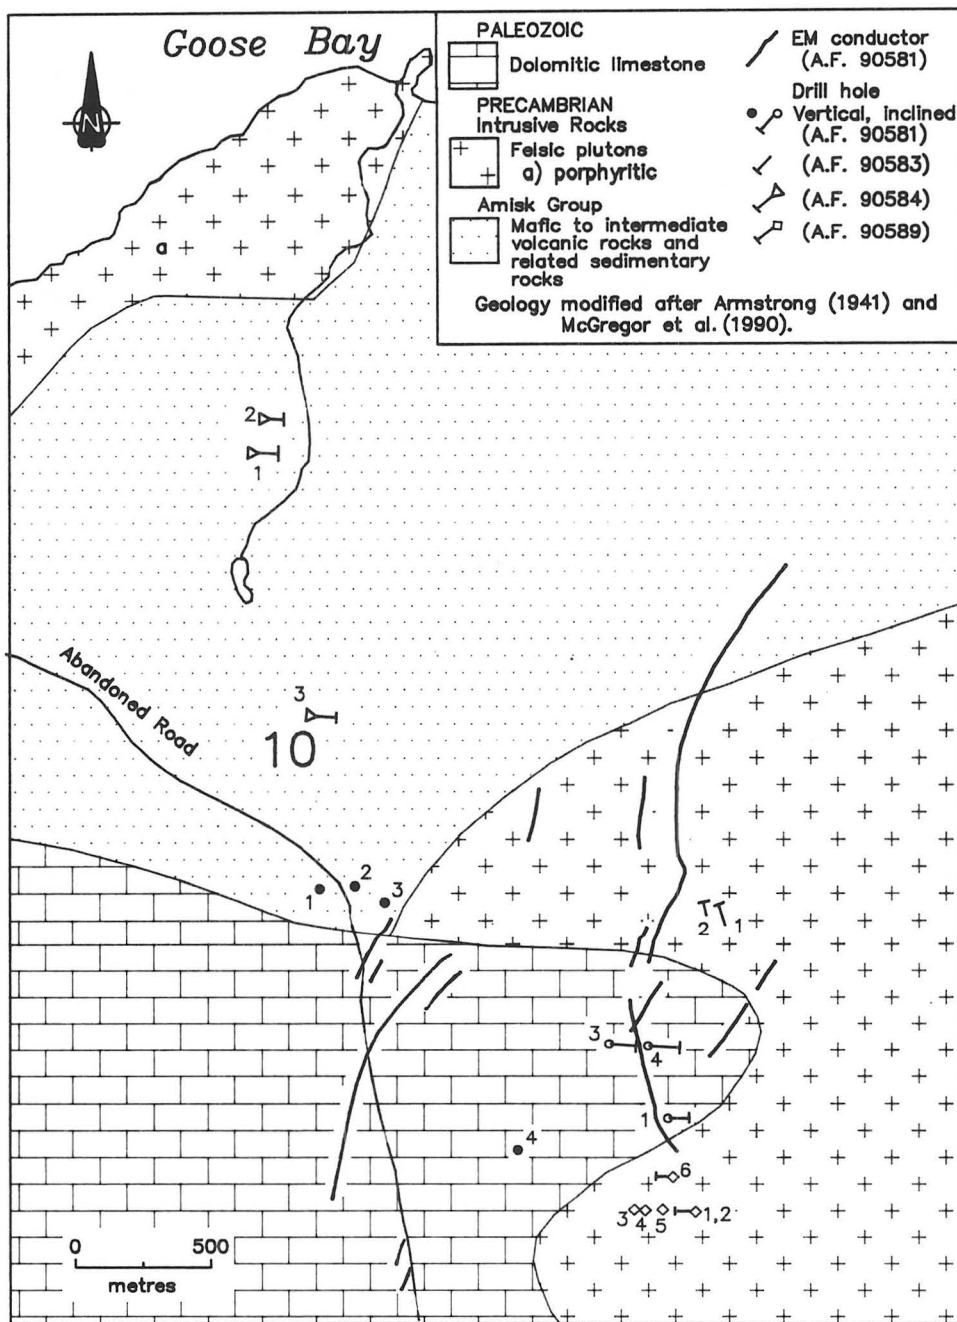 Goose Bay
N
PALEOZOIC
Dolomitic limestone
PRECAMBRIAN
Intrusive Rocks
Felsic plutons
a) porphyritic
Amisk Group
Mafic to intermediate
volcanic rocks and
related sedimentary
rocks
EM conductor
(A.F. 90581)
Drill hole
Vertical, inclined
(A.F. 90581)
(A.F. 90583)
(A.F. 90584)
(A.F. 90589)
Geology modified after Armstrong (1941) and
McGregor et al. (1990).
a
2
1
Abandoned Road
3
10
2
1
3
2
1
3
4
1
4
6
3
4
5
1,2
0 500
metres